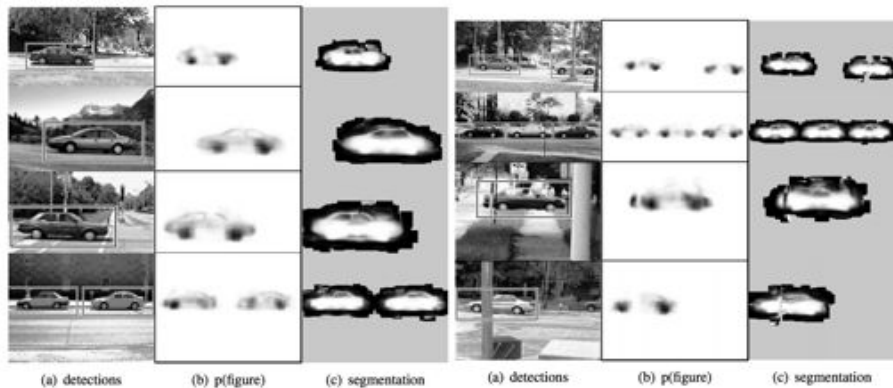 (a) detections (b) p(figure) (c) segmentation (a) detections (b) p(figure) (c) segmentation